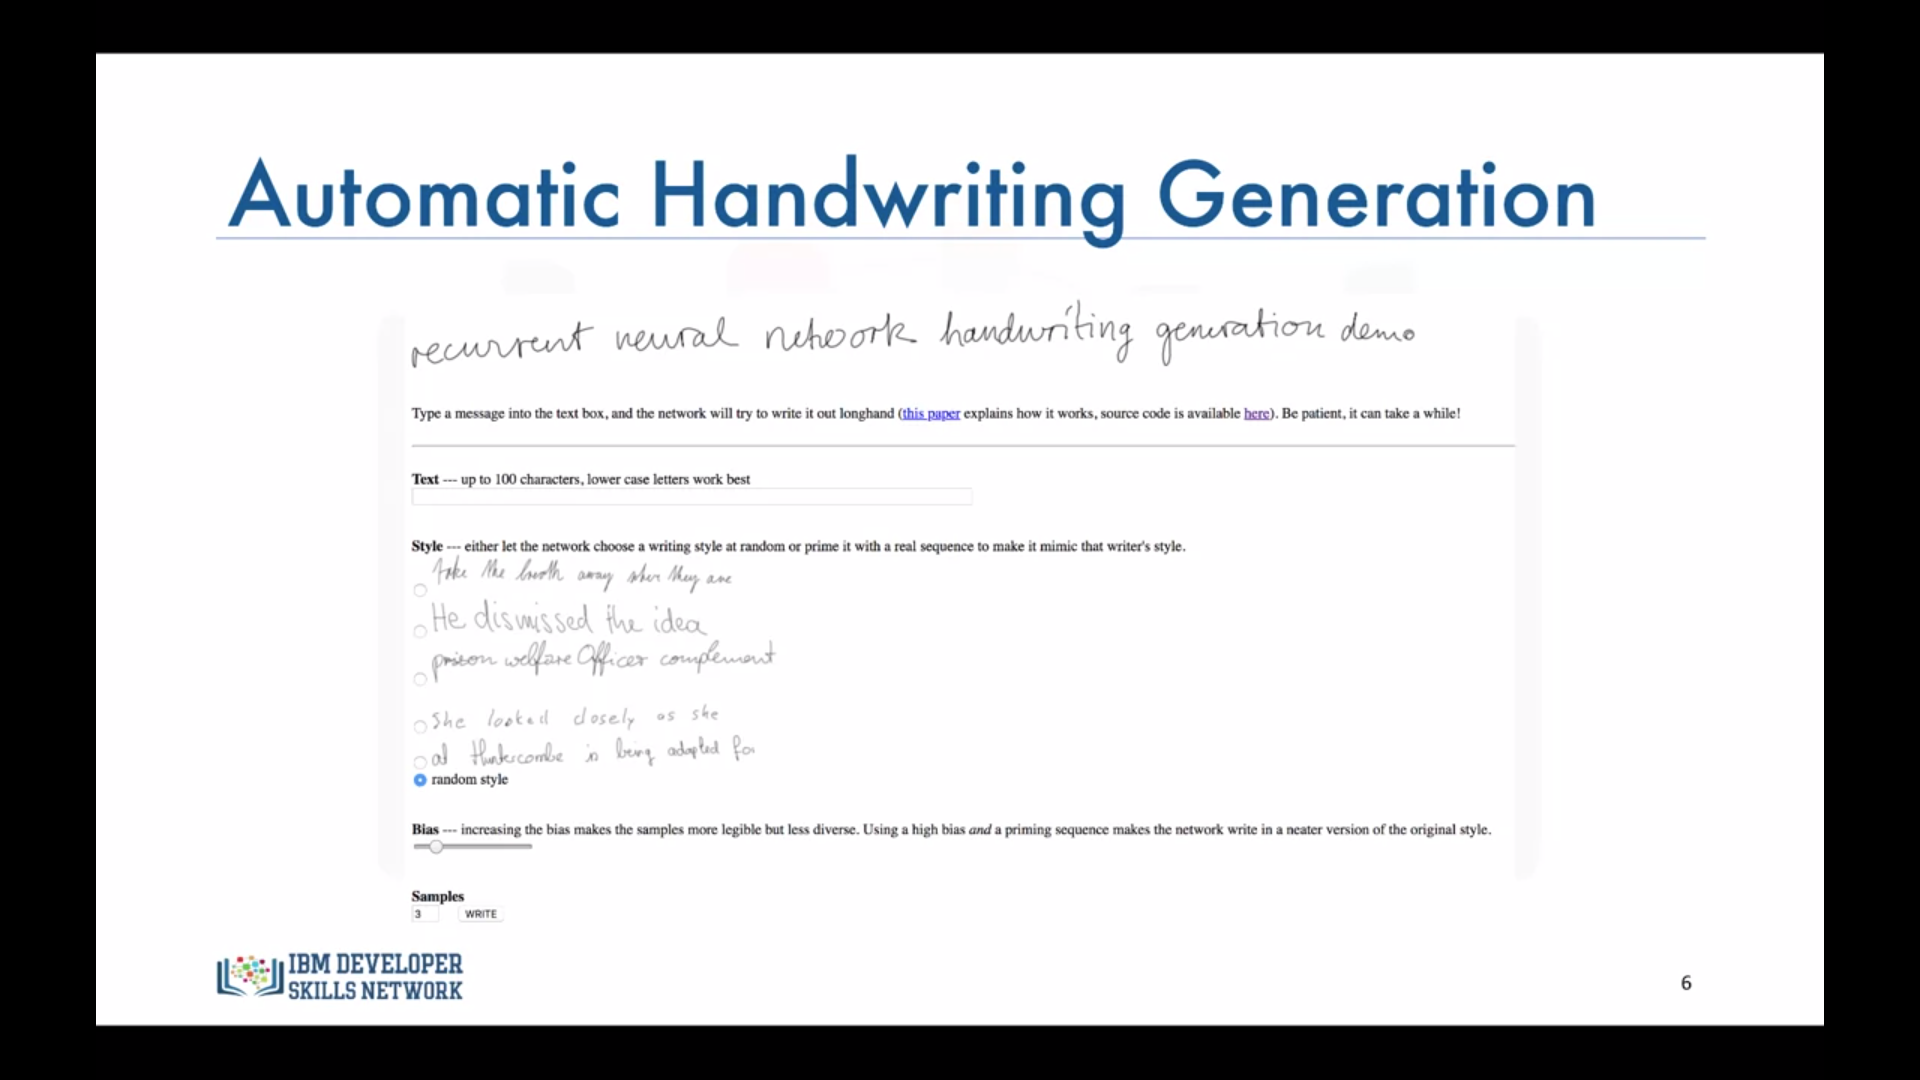 Automatic Handwriting Generation
recurrent neural network handwriting generation demo
Type a message into the text box, and the network will try to write it out longhand (this paper explains how it works, source code is available here). Be patient, it can take a while!
Text --- up to 100 characters, lower case letters work best
Style --- either let the network choose a writing style at random or prime it with a real sequence to make it mimic that writer's style.
take the breath away when they are
He dismissed the idea
prison welfare Officer complement
She looked closely as she
at Huntercombe is being adapted for
random style
Bias --- increasing the bias makes the samples more legible but less diverse. Using a high bias and a priming sequence makes the network write in a neater version of the original style.
Samples
3 WRITE
IBM DEVELOPER
SKILLS NETWORK
6